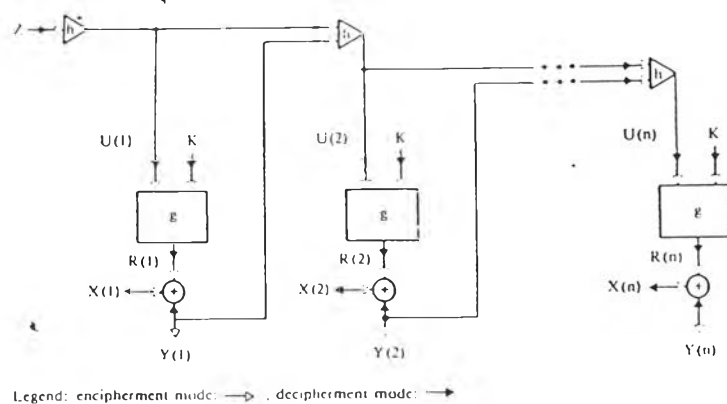 h
h
h
U(1) K
U(2) K
U(n) K
g
g
g
R(1)
R(2)
R(n)
X(1)
X(2)
X(n)
+
+
+
Y(1)
Y(2)
Y(n)
Legend: encipherment mode: , decipherment mode: